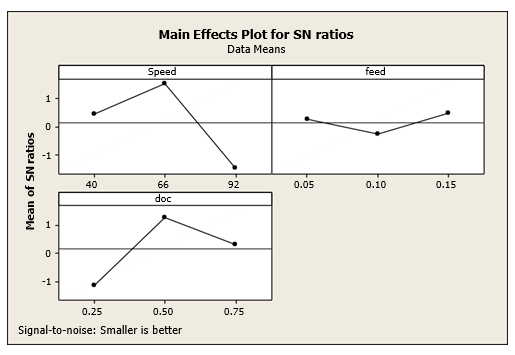 Main Effects Plot for SN ratios
Data Means
Speed
feed
Mean of SN ratios
1
0
-1
40 66 92
0.05 0.10 0.15
doc
1
0
-1
0.25 0.50 0.75
Signal-to-noise: Smaller is better